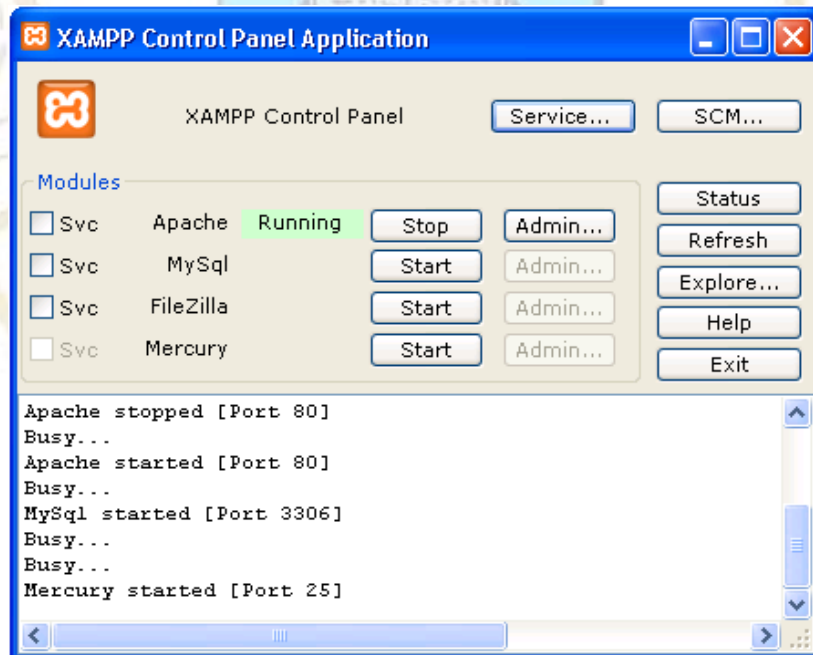 XAMPP Control Panel Application
XAMPP Control Panel Service... SCM...
Modules
Svc Apache Running Stop Admin...
Svc MySql Start Admin...
Svc FileZilla Start Admin...
Svc Mercury Start Admin...
Status
Refresh
Explore...
Help
Exit
Apache stopped [Port 80]
Busy...
Apache started [Port 80]
Busy...
MySql started [Port 3306]
Busy...
Busy...
Mercury started [Port 25]